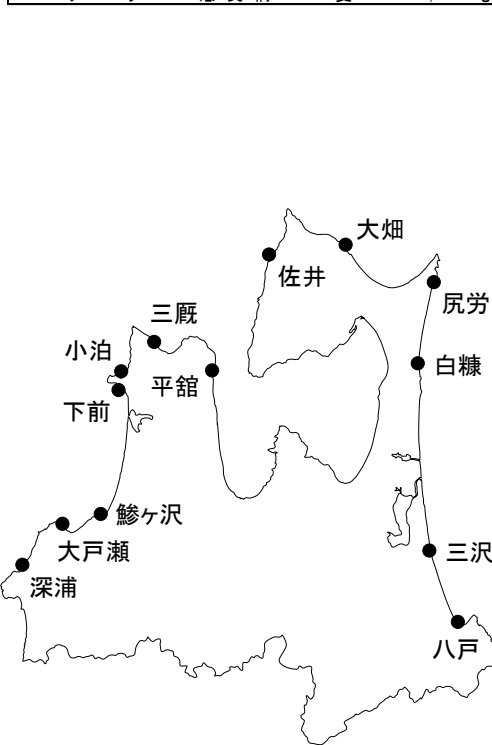 大畑
佐井
尻労
三厩
小泊
白糠
平舘
下前
鰺ヶ沢
大戸瀬
三沢
深浦
八戸